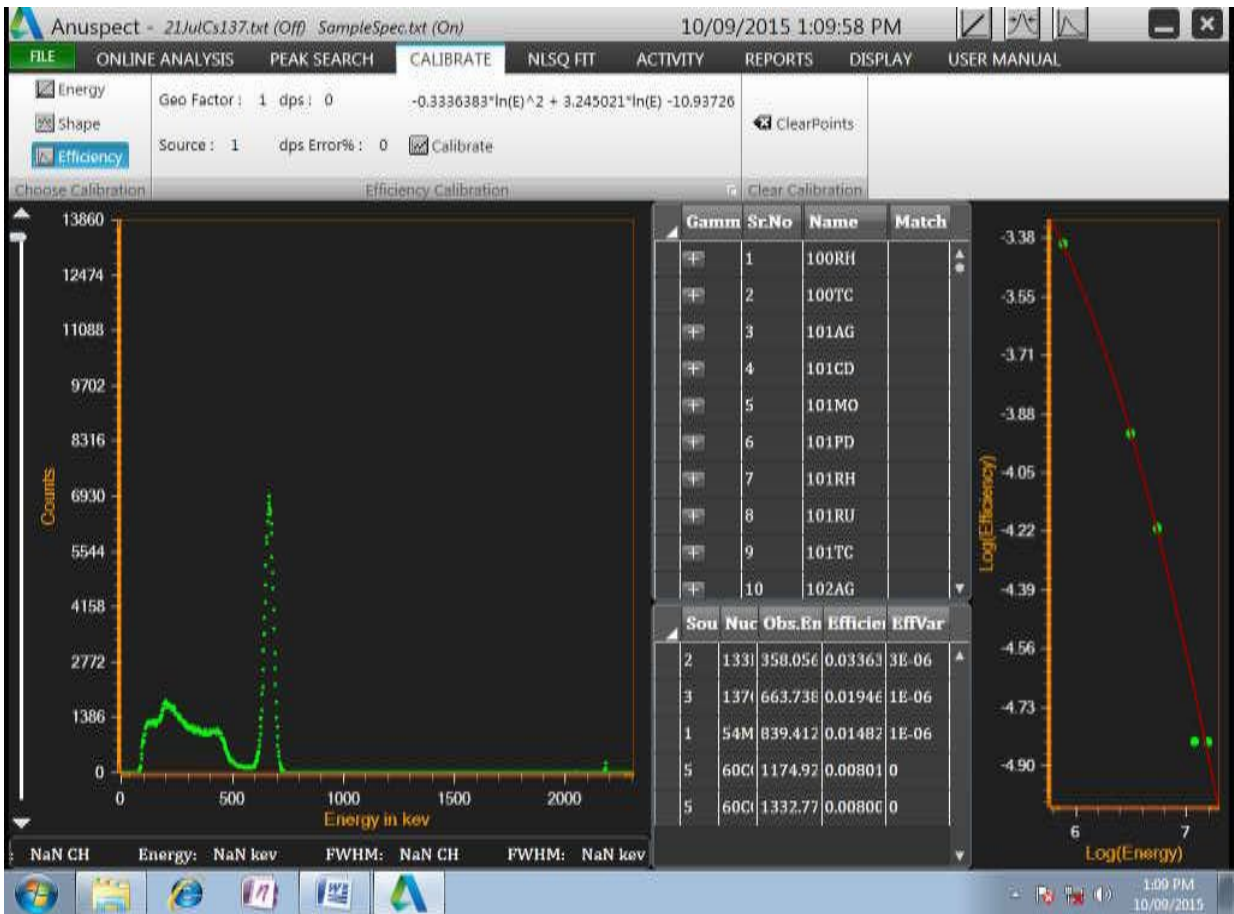 Anuspect - 21JulCs137.txt (Off) SampleSpec.txt (On) 10/09/2015 1:09:58 PM
FILE ONLINE ANALYSIS PEAK SEARCH CALIBRATE NLSQ FIT ACTIVITY REPORTS DISPLAY USER MANUAL
Energy
Shape
Efficiency
Choose Calibration
Geo Factor : 1 dps : 0 -0.3336383*ln(E)^2 + 3.245021*ln(E) -10.93726
Source : 1 dps Error% : 0 Calibrate
Efficiency Calibration
ClearPoints
Clear Calibration
13860
12474
11088
9702
8316
6930
5544
4158
2772
1386
0
Counts
0 500 1000 1500 2000
Energy in kev
: NaN CH Energy: NaN kev FWHM: NaN CH FWHM: NaN kev
Gamm Sr.No Name Match
1 100RH
2 100TC
3 101AG
4 101CD
5 101MO
6 101PD
7 101RH
8 101RU
9 101TC
10 102AG
Sou Nuc Obs.En Efficie EffVar
2 133 358.056 0.03363 3E-06
3 137 663.738 0.01946 1E-06
1 54M 839.412 0.01482 1E-06
5 60C 1174.92 0.00801 0
5 60C 1332.77 0.00800 0
-3.38
-3.55
-3.71
-3.88
-4.05
-4.22
-4.39
-4.56
-4.73
-4.90
Log(Efficiency)
6 7
Log(Energy)
1:09 PM
10/09/2015